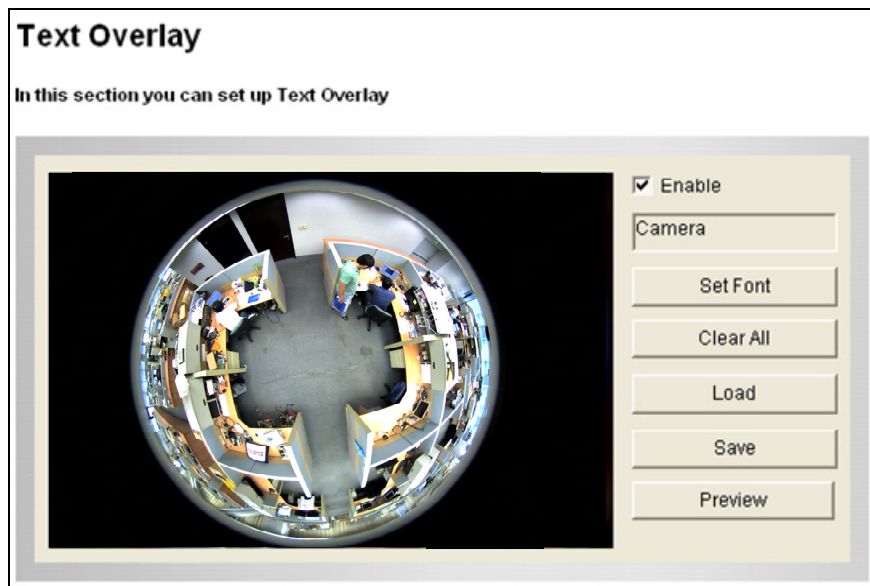 Text Overlay
In this section you can set up Text Overlay
Enable
Camera
Set Font
Clear All
Load
Save
Preview